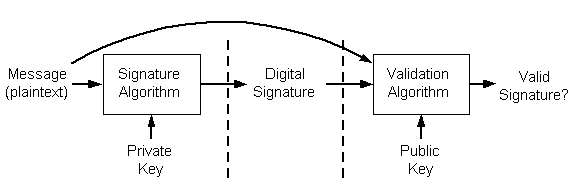 Message
(plaintext)
Signature
Algorithm
Digital
Signature
Validation
Algorithm
Valid
Signature?
Private
Key
Public
Key